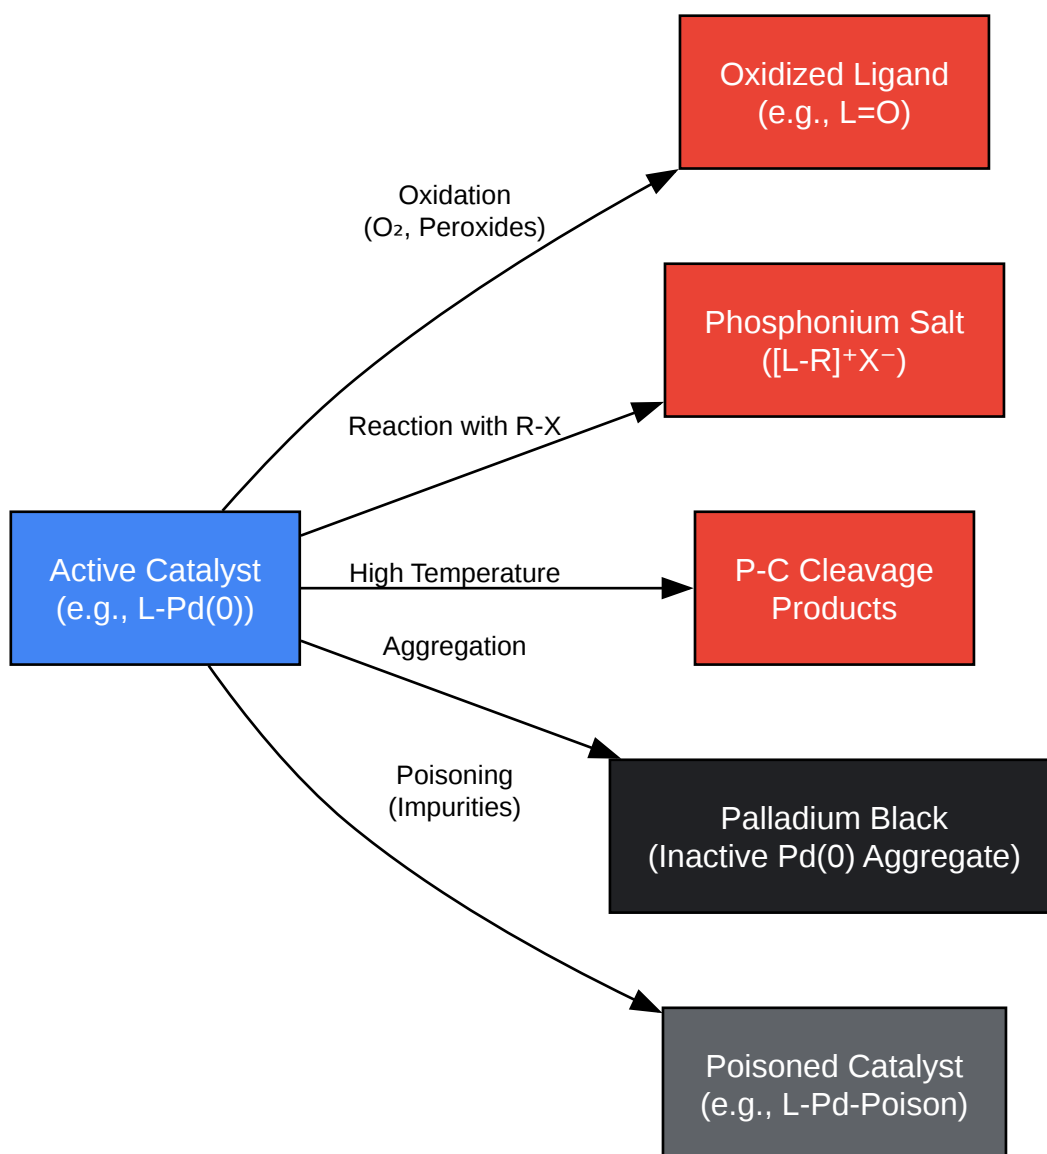 Oxidized Ligand
(e.g., L=O)
Oxidation
(O₂, Peroxides)
Phosphonium Salt
([L-R]⁺X⁻)
Reaction with R-X
Active Catalyst
(e.g., L-Pd(0))
High Temperature
P-C Cleavage
Products
Aggregation
Palladium Black
(Inactive Pd(0) Aggregate)
Poisoning
(Impurities)
Poisoned Catalyst
(e.g., L-Pd-Poison)